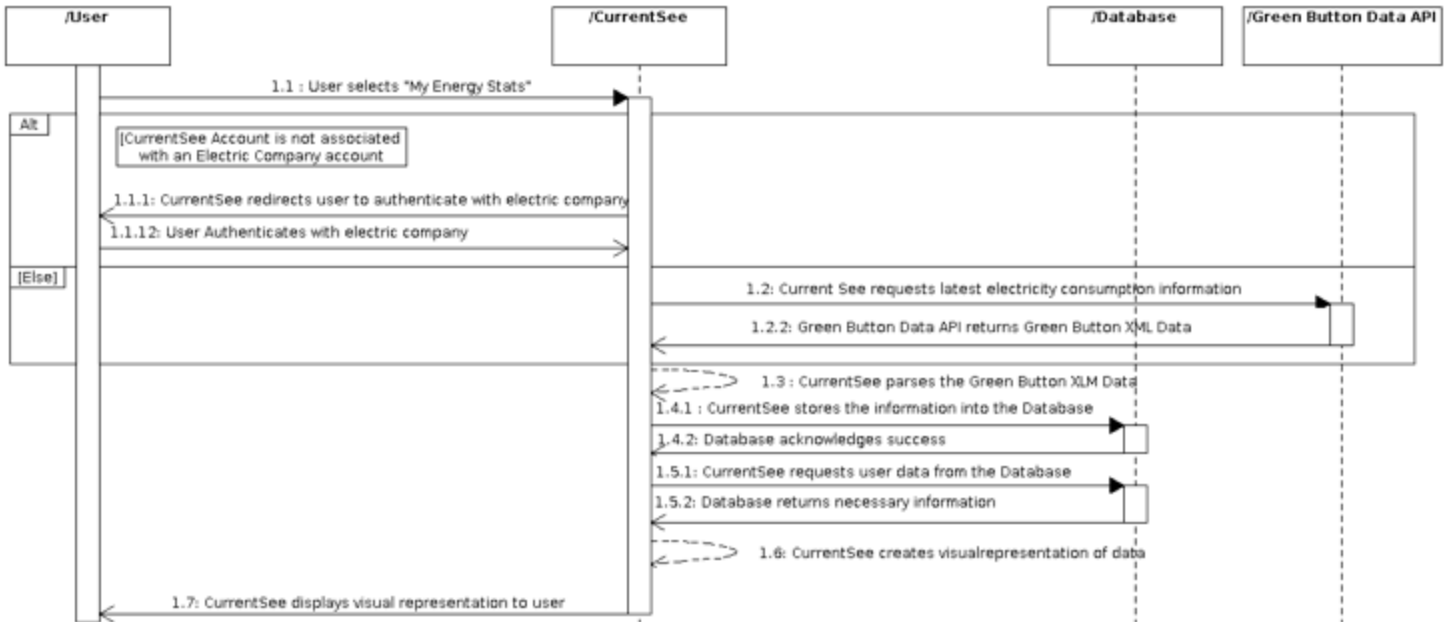 /User
/CurrentSee
/Database
/Green Button Data API
1.1 : User selects "My Energy Stats"
Alt
[CurrentSee Account is not associated
with an Electric Company account
1.1.1: CurrentSee redirects user to authenticate with electric company
1.1.12: User Authenticates with electric company
[Else]
1.2: Current See requests latest electricity consumption information
1.2.2: Green Button Data API returns Green Button XML Data
1.3 : CurrentSee parses the Green Button XLM Data
1.4.1 : CurrentSee stores the information into the Database
1.4.2: Database acknowledges success
1.5.1: CurrentSee requests user data from the Database
1.5.2: Database returns necessary information
1.6: CurrentSee creates visualrepresentation of data
1.7: CurrentSee displays visual representation to user